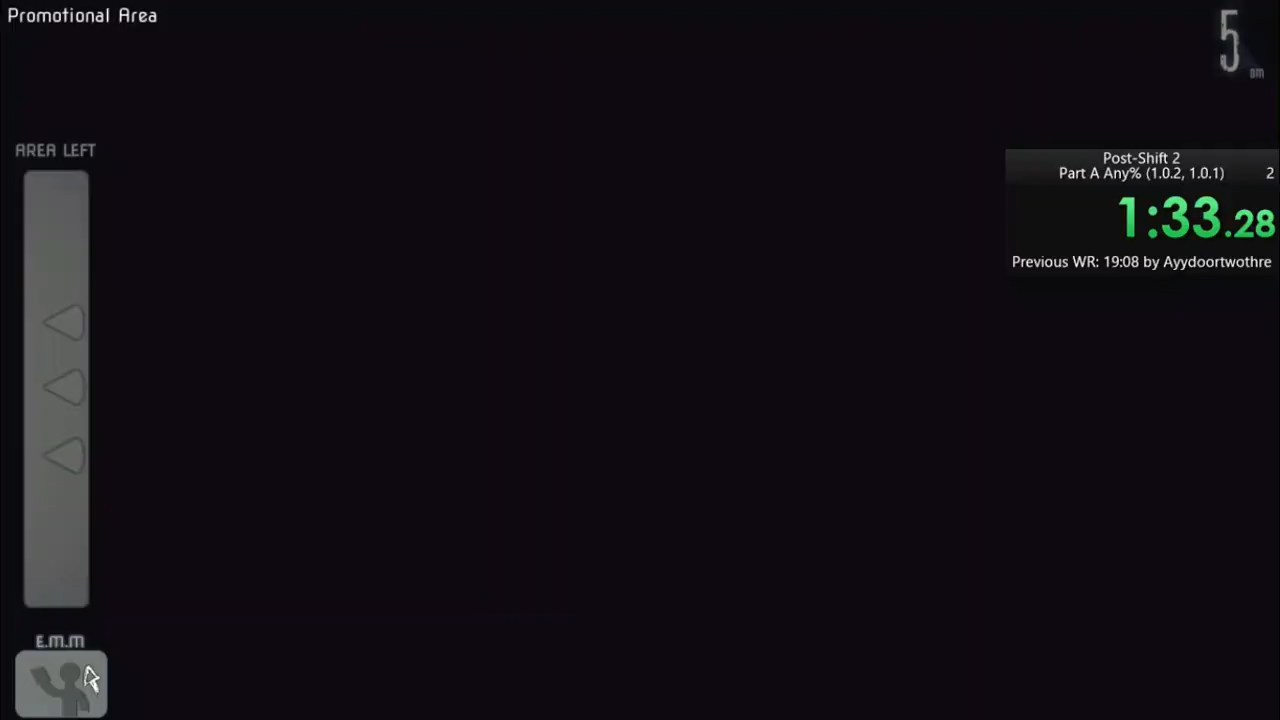 Promotional Area
5
am
AREA LEFT
Post-Shift 2
Part A Any% (1.0.2, 1.0.1) 2
1:33.28
Previous WR: 19:08 by Ayydoortwothre
E.M.M